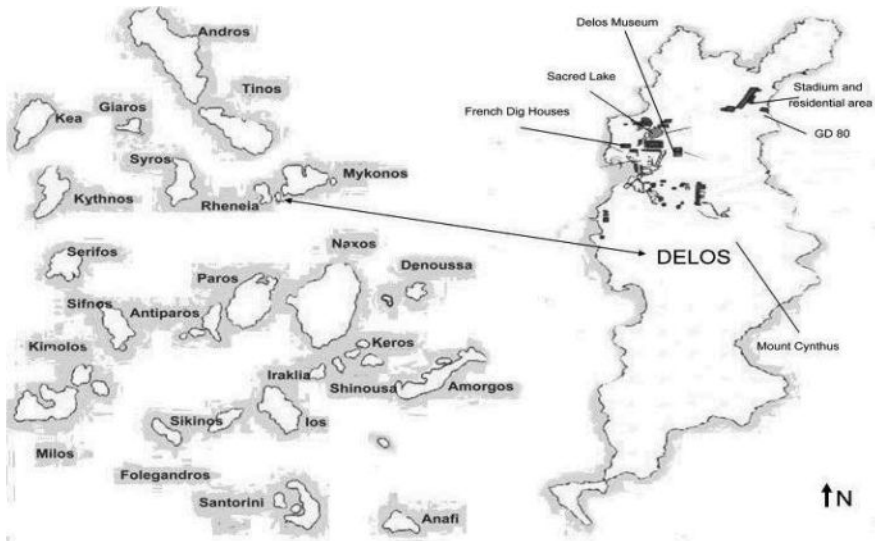 Andros
Tinos
Giaros
Kea
Syros
Mykonos
Kythnos
Rheneia
Naxos
Serifos
Paros
Denoussa
Sifnos
Antiparos
Keros
Kimolos
Iraklia
Shinousa
Amorgos
Sikinos
Ios
Milos
Folegandros
Santorini
Anafi
Delos Museum
Sacred Lake
Stadium and
residential area
French Dig Houses
GD 80
DELOS
Mount Cynthus
N